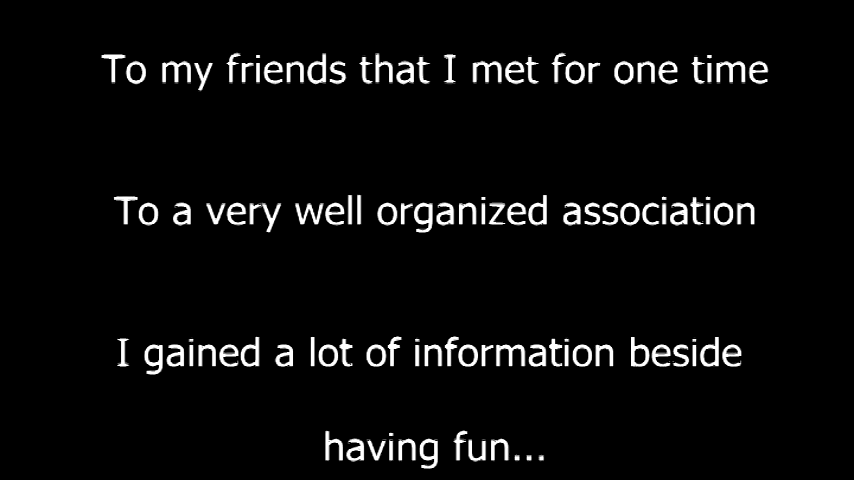 To my friends that I met for one time
To a very well organized association
I gained a lot of information beside
having fun...